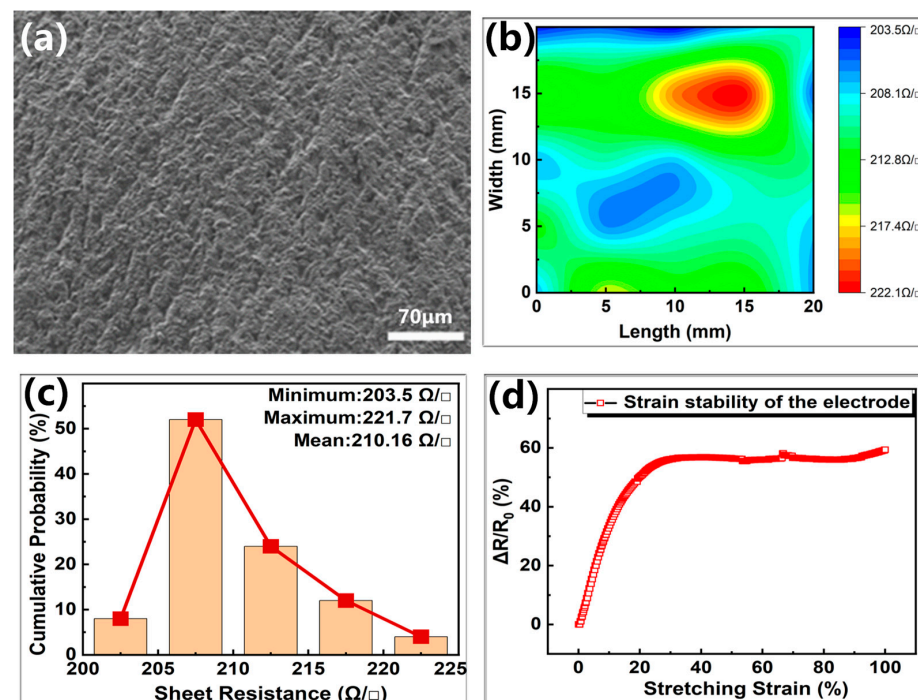 (a)
70μm
(b)
Width (mm)
15
10
5
0
0 5 10 15 20
Length (mm)
203.5Ω/□
208.1Ω/□
212.8Ω/□
217.4Ω/□
222.1Ω/□
(c)
Minimum:203.5 Ω/□
Maximum:221.7 Ω/□
Mean:210.16 Ω/□
Cumulative Probability (%)
50
40
30
20
10
0
200 205 210 215 220 225
Sheet Resistance (Ω/□)
(d)
Strain stability of the electrode
ΔR/R0 (%)
80
60
40
20
0
0 20 40 60 80 100
Stretching Strain (%)